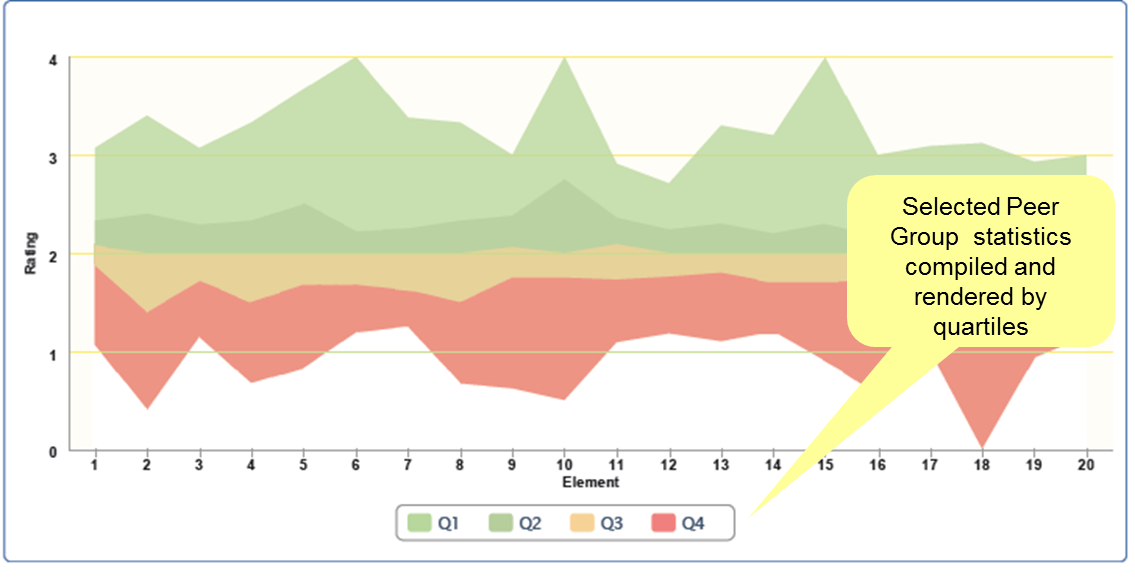 4
3
2
1
0
Rating
Selected Peer
Group statistics
compiled and
rendered by
quartiles
1 2 3 4 5 6 7 8 9 10 11 12 13 14 15 16 17 18 19 20
Element
Q1 Q2 Q3 Q4